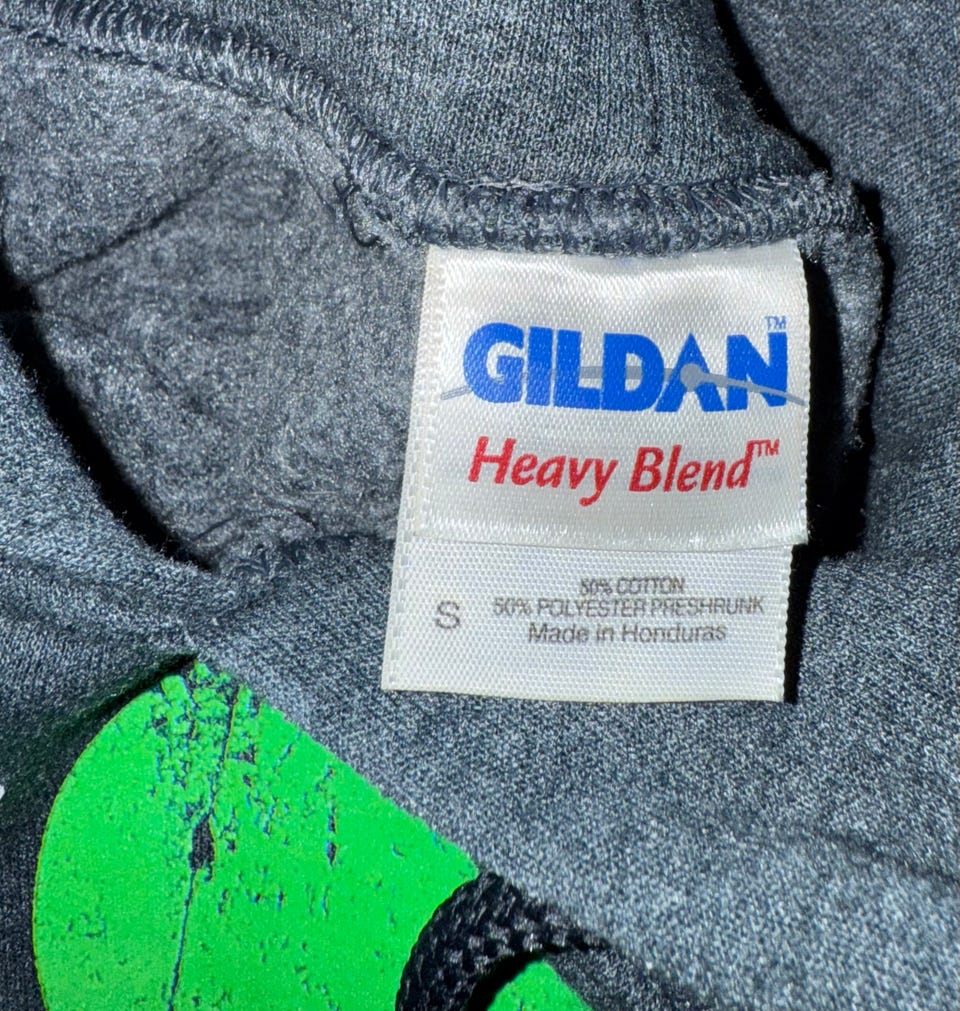 GILDAN™
Heavy Blend™
50% COTTON
S 50% POLYESTER PRESHRUNK
Made in Honduras